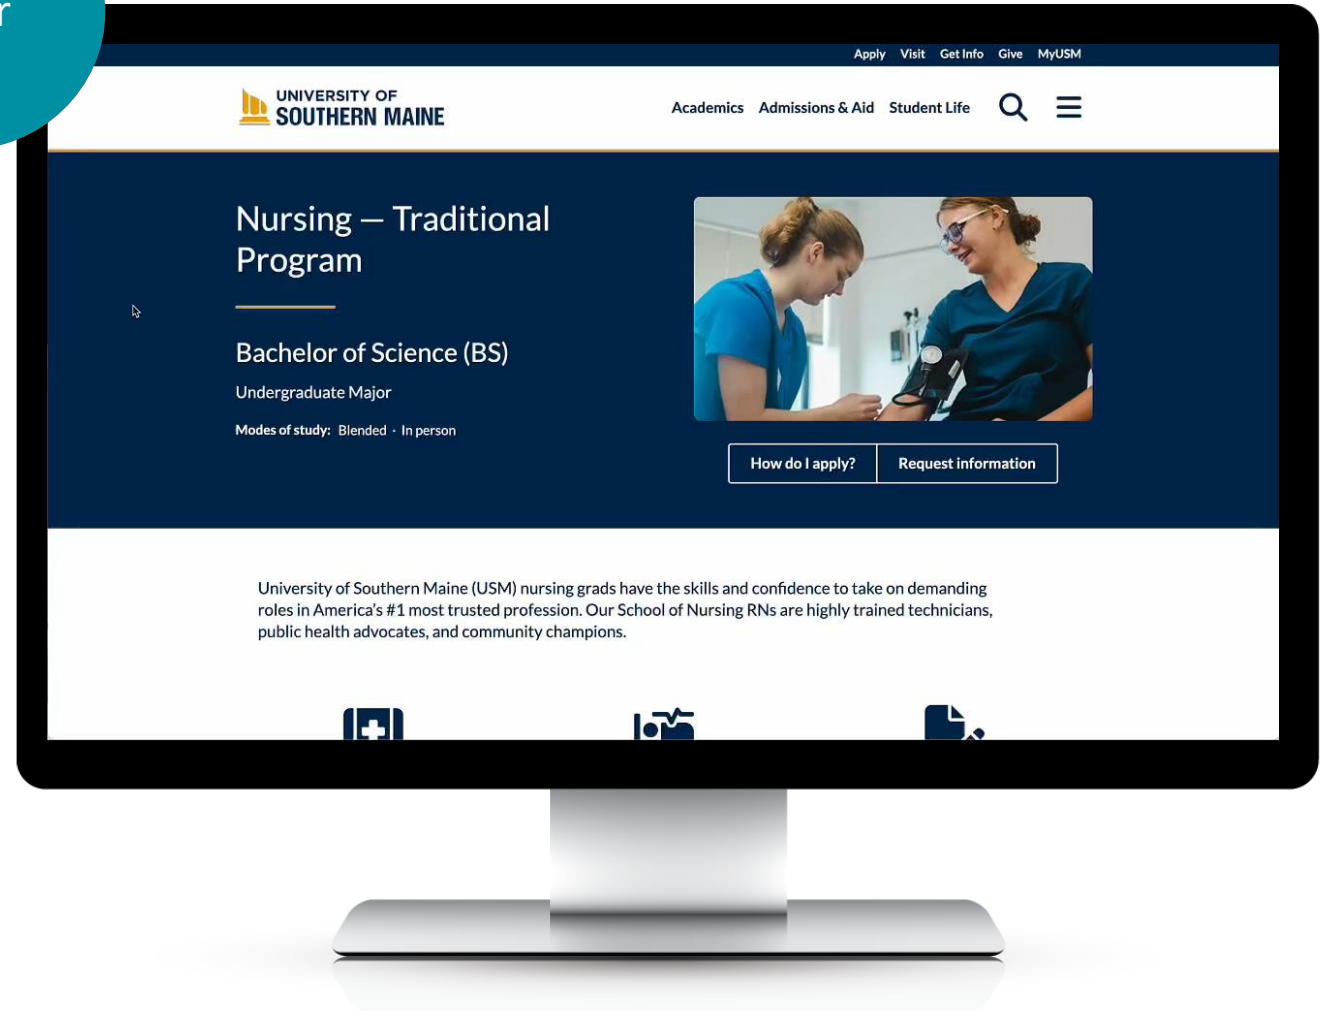 r
Apply Visit Get Info Give MyUSM
UNIVERSITY OF
SOUTHERN MAINE
Academics Admissions & Aid Student Life
Nursing — Traditional
Program
Bachelor of Science (BS)
Undergraduate Major
Modes of study: Blended · In person
How do I apply? Request information
University of Southern Maine (USM) nursing grads have the skills and confidence to take on demanding
roles in America's #1 most trusted profession. Our School of Nursing RNs are highly trained technicians,
public health advocates, and community champions.